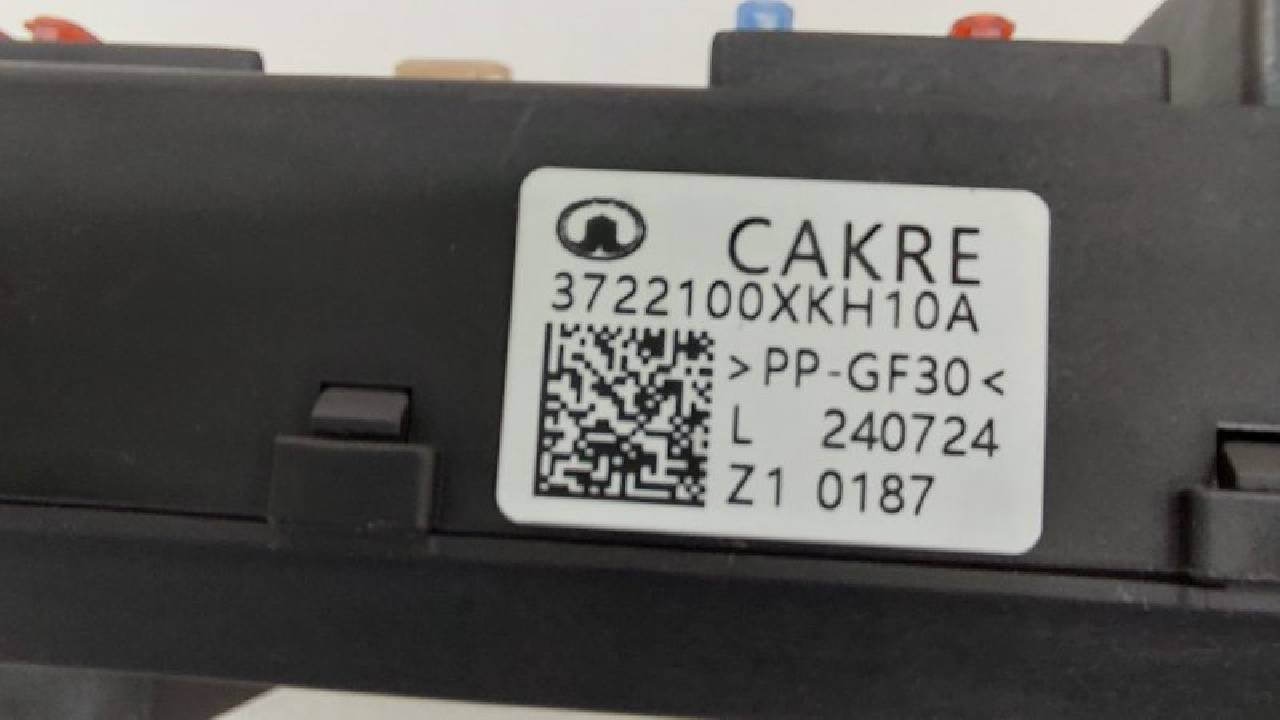 CAKRE
3722100XKH10A
>PP-GF30<
L 240724
Z1 0187